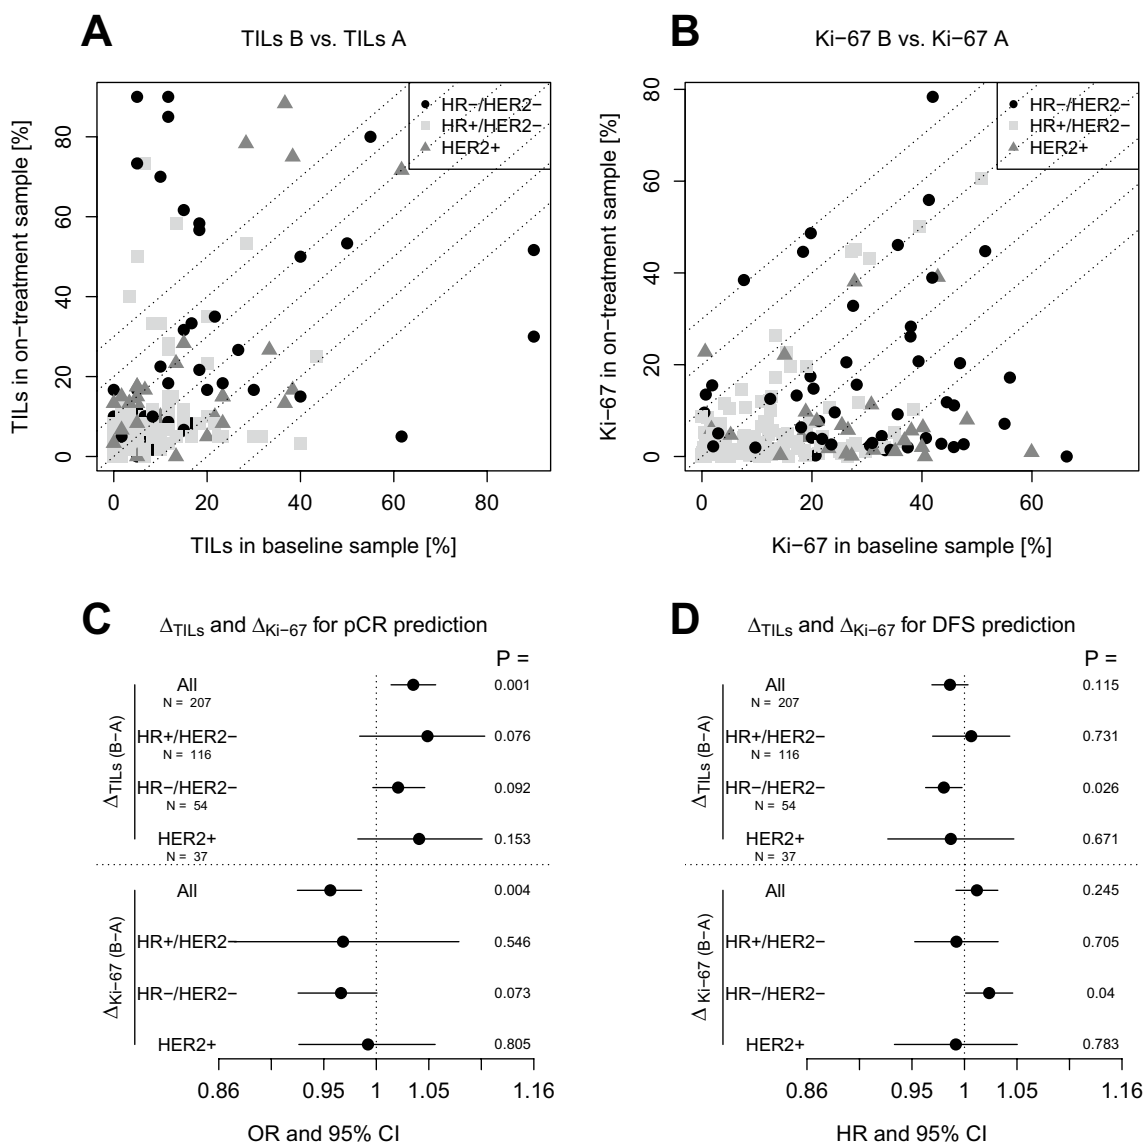 A
TILs B vs. TILs A
TILs in on−treatment sample [%]
80
60
40
20
0
HR−/HER2−
HR+/HER2−
HER2+
0 20 40 60 80
TILs in baseline sample [%]
B
Ki−67 B vs. Ki−67 A
Ki−67 in on−treatment sample [%]
80
60
40
20
0
HR−/HER2−
HR+/HER2−
HER2+
0 20 40 60
Ki−67 in baseline sample [%]
C
ΔTILs and ΔKi−67 for pCR prediction
P =
ΔTILs (B−A)
All 0.001
N = 207
HR+/HER2− 0.076
N = 116
HR−/HER2− 0.092
N = 54
HER2+ 0.153
N = 37
ΔKi−67 (B−A)
All 0.004
HR+/HER2− 0.546
HR−/HER2− 0.073
HER2+ 0.805
0.86 0.95 1 1.05 1.16
OR and 95% CI
D
ΔTILs and ΔKi−67 for DFS prediction
P =
ΔTILs (B−A)
All 0.115
N = 207
HR+/HER2− 0.731
N = 116
HR−/HER2− 0.026
N = 54
HER2+ 0.671
N = 37
ΔKi−67 (B−A)
All 0.245
HR+/HER2− 0.705
HR−/HER2− 0.04
HER2+ 0.783
0.86 0.95 1 1.05 1.16
HR and 95% CI